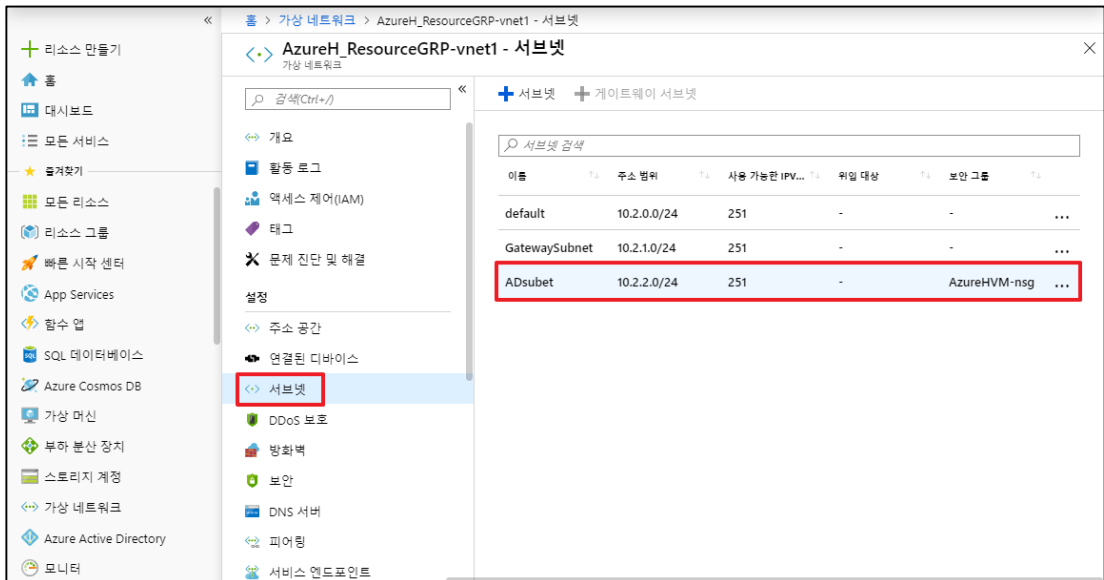 «
홈 > 가상 네트워크 > AzureH_ResourceGRP-vnet1 - 서브넷
리소스 만들기
홈
대시보드
모든 서비스
즐겨찾기
모든 리소스
리소스 그룹
빠른 시작 센터
App Services
함수 앱
SQL 데이터베이스
Azure Cosmos DB
가상 머신
부하 분산 장치
스토리지 계정
가상 네트워크
Azure Active Directory
모니터
AzureH_ResourceGRP-vnet1 - 서브넷
가상 네트워크
검색(Ctrl+/)
«
개요
활동 로그
액세스 제어(IAM)
태그
문제 진단 및 해결
설정
주소 공간
연결된 디바이스
서브넷
DDoS 보호
방화벽
보안
DNS 서버
피어링
서비스 엔드포인트
서브넷 게이트웨이 서브넷
서브넷 검색
이름 주소 범위 사용 가능한 IPV... 위임 대상 보안 그룹
default 10.2.0.0/24 251 - - ...
GatewaySubnet 10.2.1.0/24 251 - - ...
ADsubet 10.2.2.0/24 251 - AzureHVM-nsg ...